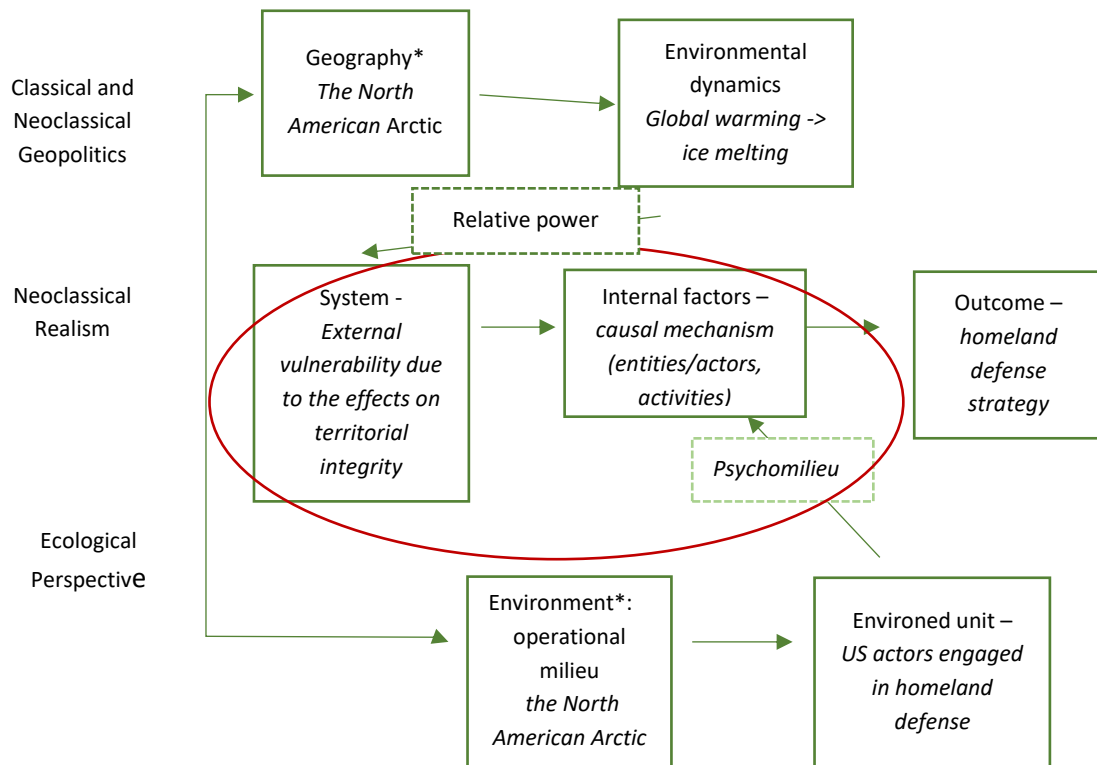 Classical and
Neoclassical
Geopolitics
Geography*
The North
American Arctic
Environmental
dynamics
Global warming ->
ice melting
Relative power
Neoclassical
Realism
System -
External
vulnerability due
to the effects on
territorial
integrity
Internal factors –
causal mechanism
(entities/actors,
activities)
Outcome –
homeland
defense
strategy
Psychomilieu
Ecological
Perspective
Environment*:
operational
milieu
the North
American Arctic
Environed unit –
US actors engaged
in homeland
defense